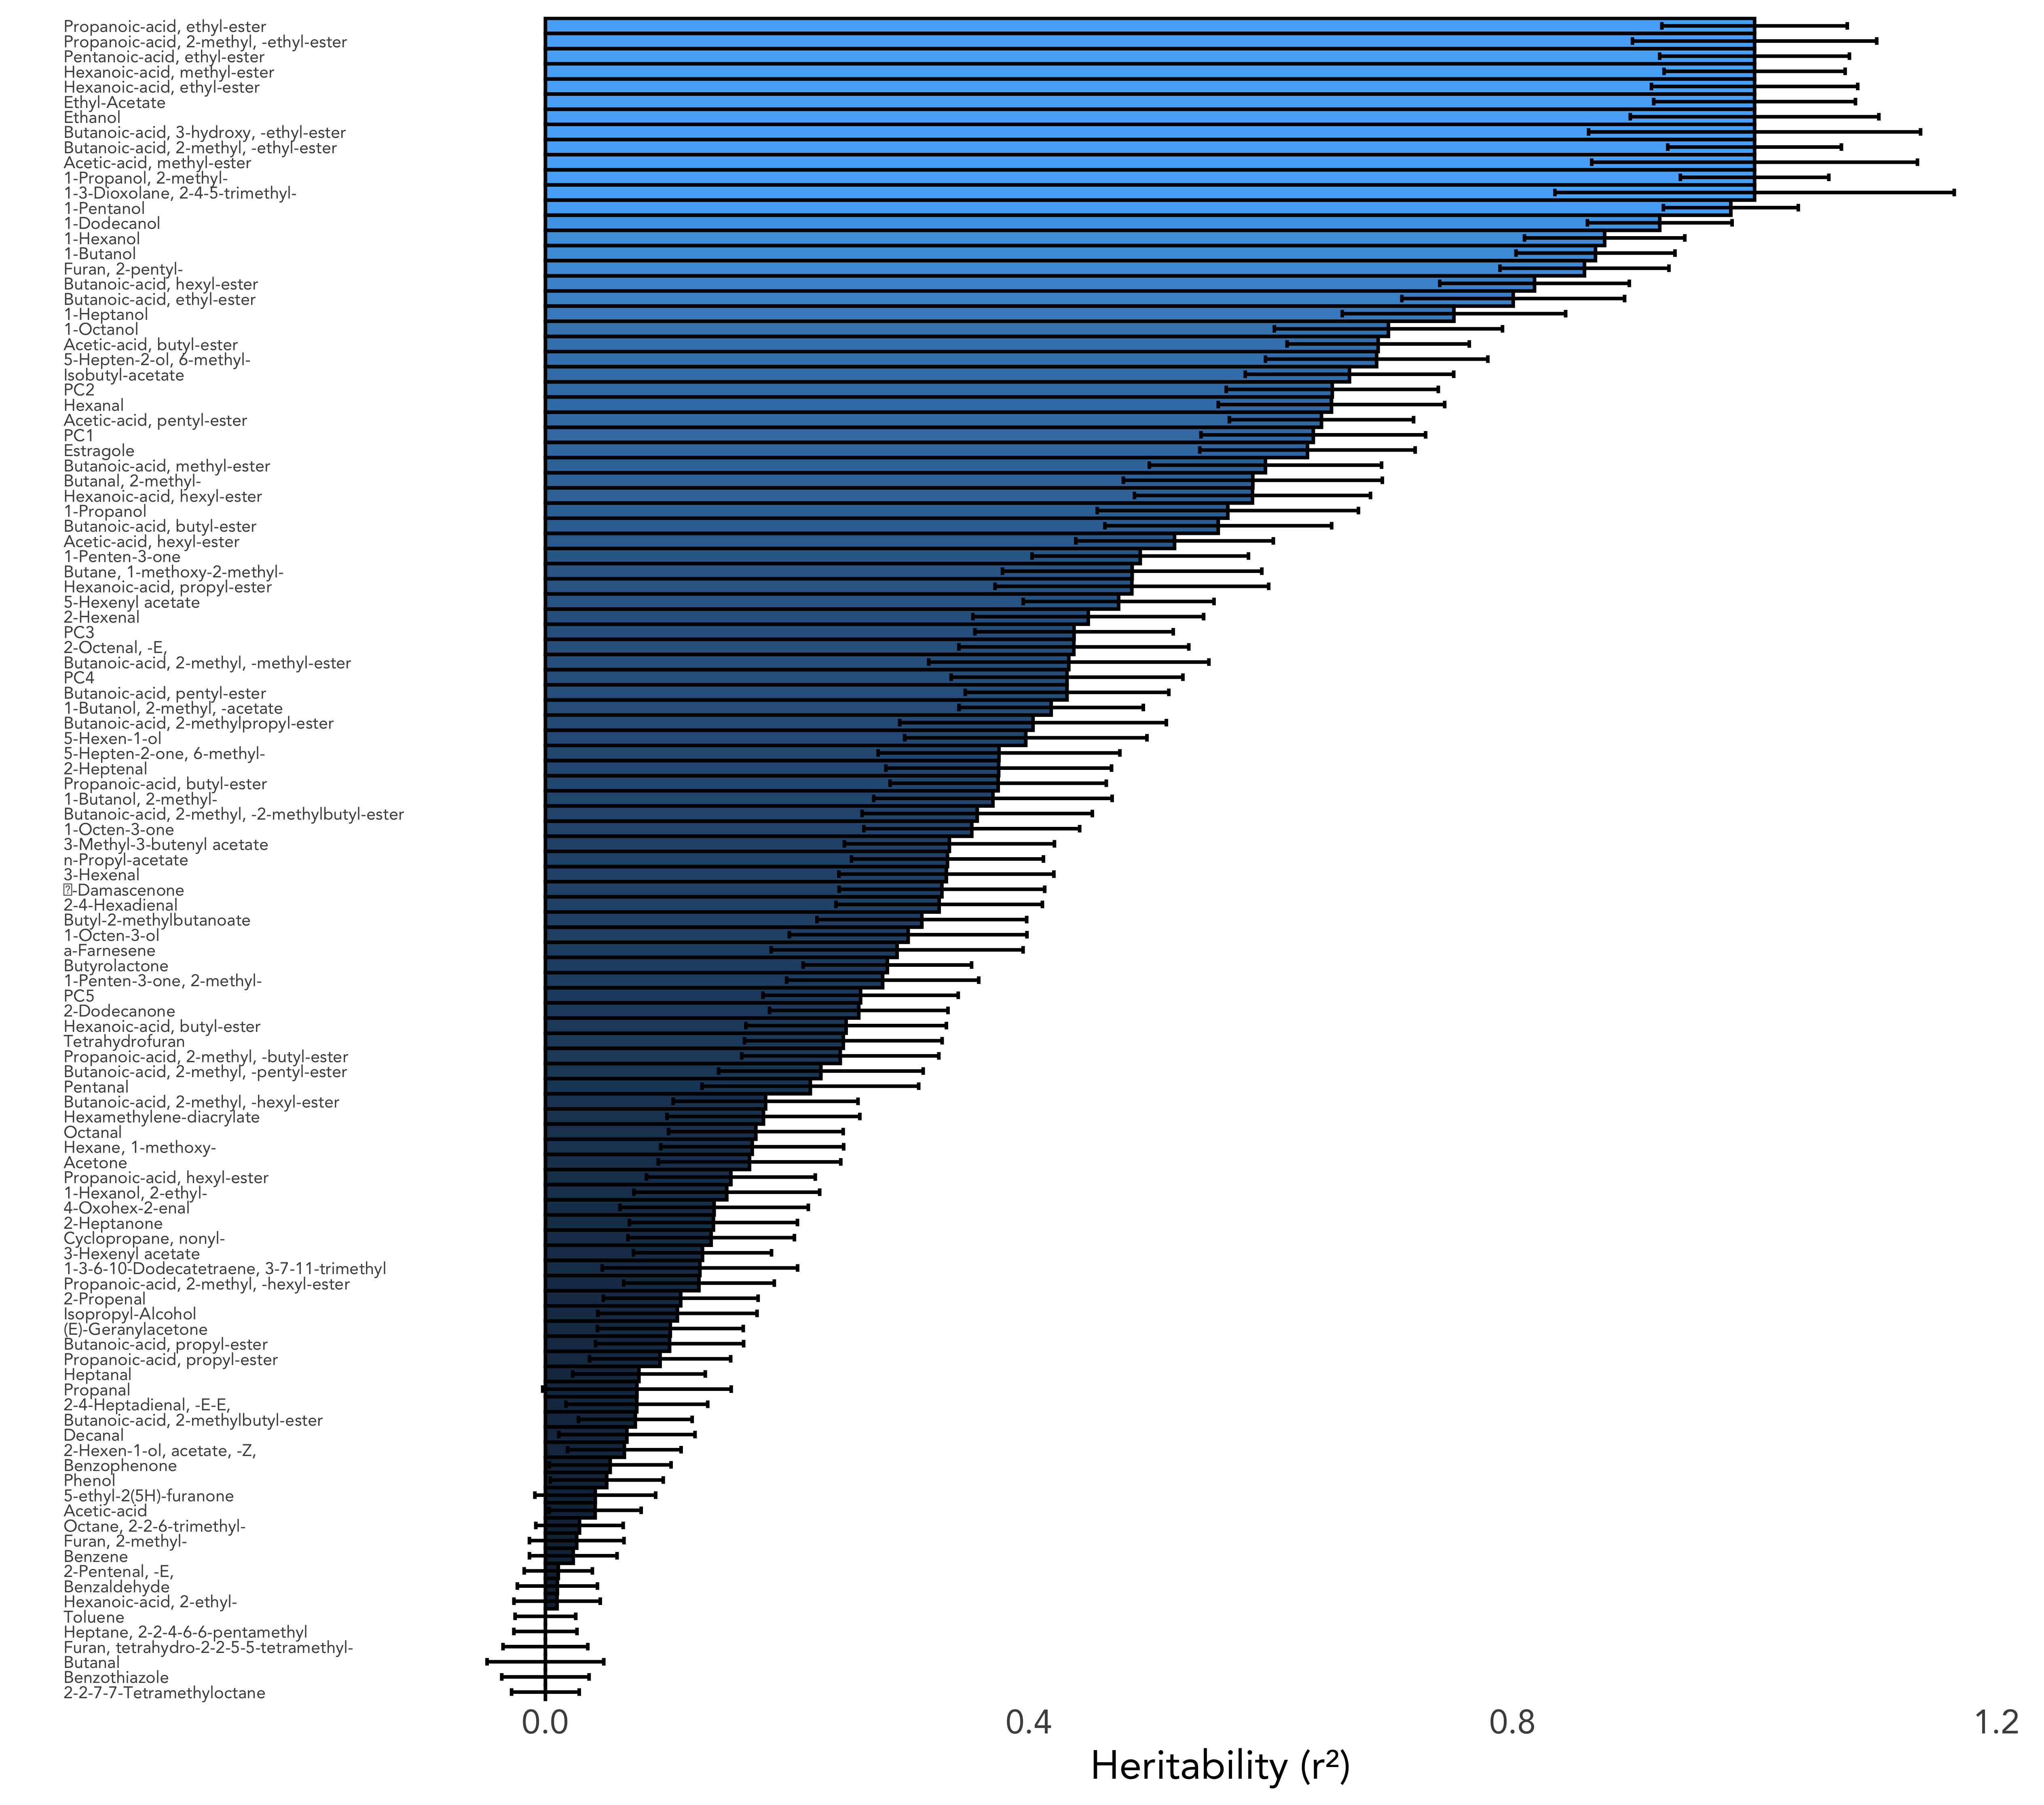 Propanoic-acid, ethyl-ester
Propanoic-acid, 2-methyl, -ethyl-ester
Pentanoic-acid, ethyl-ester
Hexanoic-acid, methyl-ester
Hexanoic-acid, ethyl-ester
Ethyl-Acetate
Ethanol
Butanoic-acid, 3-hydroxy, -ethyl-ester
Butanoic-acid, 2-methyl, -ethyl-ester
Acetic-acid, methyl-ester
1-Propanol, 2-methyl-
1-3-Dioxolane, 2-4-5-trimethyl-
1-Pentanol
1-Dodecanol
1-Hexanol
1-Butanol
Furan, 2-pentyl-
Butanoic-acid, hexyl-ester
Butanoic-acid, ethyl-ester
1-Heptanol
1-Octanol
Acetic-acid, butyl-ester
5-Hepten-2-ol, 6-methyl-
Isobutyl-acetate
PC2
Hexanal
Acetic-acid, pentyl-ester
PC1
Estragole
Butanoic-acid, methyl-ester
Butanal, 2-methyl-
Hexanoic-acid, hexyl-ester
1-Propanol
Butanoic-acid, butyl-ester
Acetic-acid, hexyl-ester
1-Penten-3-one
Butane, 1-methoxy-2-methyl-
Hexanoic-acid, propyl-ester
5-Hexenyl acetate
2-Hexenal
PC3
2-Octenal, -E,
Butanoic-acid, 2-methyl, -methyl-ester
PC4
Butanoic-acid, pentyl-ester
1-Butanol, 2-methyl, -acetate
Butanoic-acid, 2-methylpropyl-ester
5-Hexen-1-ol
5-Hepten-2-one, 6-methyl-
2-Heptenal
Propanoic-acid, butyl-ester
1-Butanol, 2-methyl-
Butanoic-acid, 2-methyl, -2-methylbutyl-ester
1-Octen-3-one
3-Methyl-3-butenyl acetate
n-Propyl-acetate
3-Hexenal
-Damascenone
2-4-Hexadienal
Butyl-2-methylbutanoate
1-Octen-3-ol
a-Farnesene
Butyrolactone
1-Penten-3-one, 2-methyl-
PC5
2-Dodecanone
Hexanoic-acid, butyl-ester
Tetrahydrofuran
Propanoic-acid, 2-methyl, -butyl-ester
Butanoic-acid, 2-methyl, -pentyl-ester
Pentanal
Butanoic-acid, 2-methyl, -hexyl-ester
Hexamethylene-diacrylate
Octanal
Hexane, 1-methoxy-
Acetone
Propanoic-acid, hexyl-ester
1-Hexanol, 2-ethyl-
4-Oxohex-2-enal
2-Heptanone
Cyclopropane, nonyl-
3-Hexenyl acetate
1-3-6-10-Dodecatetraene, 3-7-11-trimethyl
Propanoic-acid, 2-methyl, -hexyl-ester
2-Propenal
Isopropyl-Alcohol
(E)-Geranylacetone
Butanoic-acid, propyl-ester
Propanoic-acid, propyl-ester
Heptanal
Propanal
2-4-Heptadienal, -E-E,
Butanoic-acid, 2-methylbutyl-ester
Decanal
2-Hexen-1-ol, acetate, -Z,
Benzophenone
Phenol
5-ethyl-2(5H)-furanone
Acetic-acid
Octane, 2-2-6-trimethyl-
Furan, 2-methyl-
Benzene
2-Pentenal, -E,
Benzaldehyde
Hexanoic-acid, 2-ethyl-
Toluene
Heptane, 2-2-4-6-6-pentamethyl
Furan, tetrahydro-2-2-5-5-tetramethyl-
Butanal
Benzothiazole
2-2-7-7-Tetramethyloctane
0.0 0.4 0.8 1.2
Heritability (r²)